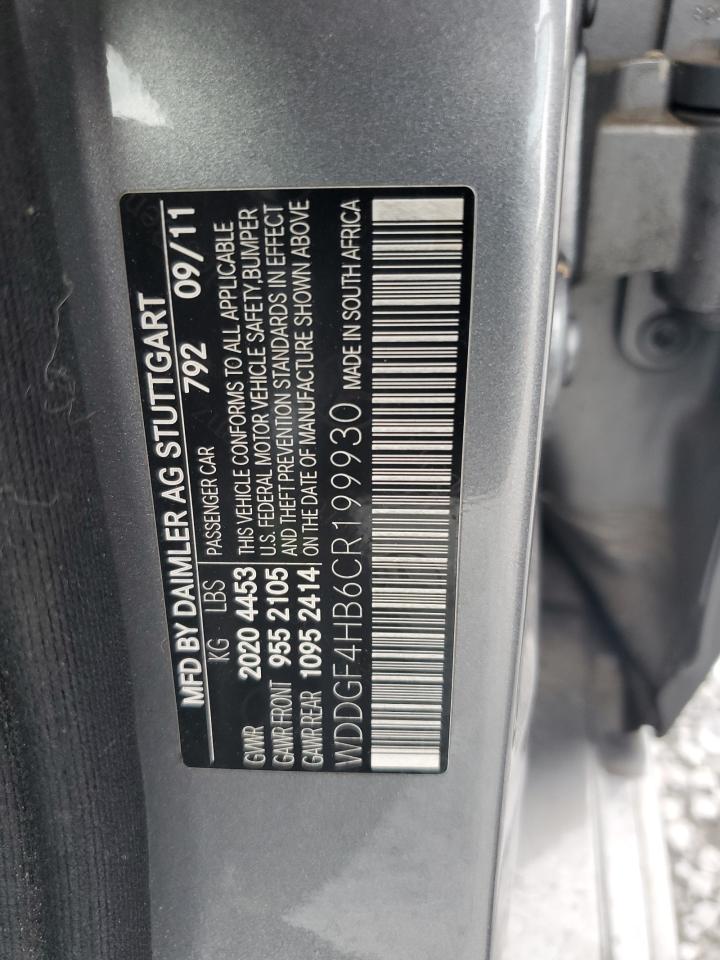 MFD BY DAIMLER AG STUTTGART
792 09/11
KG LBS PASSENGER CAR
GVWR 2020 4453 THIS VEHICLE CONFORMS TO ALL APPLICABLE
U.S. FEDERAL MOTOR VEHICLE SAFETY,BUMPER
GAWR FRONT 955 2105 AND THEFT PREVENTION STANDARDS IN EFFECT
GAWR REAR 1095 2414 ON THE DATE OF MANUFACTURE SHOWN ABOVE
WDDGF4HB6CR199930 MADE IN SOUTH AFRICA